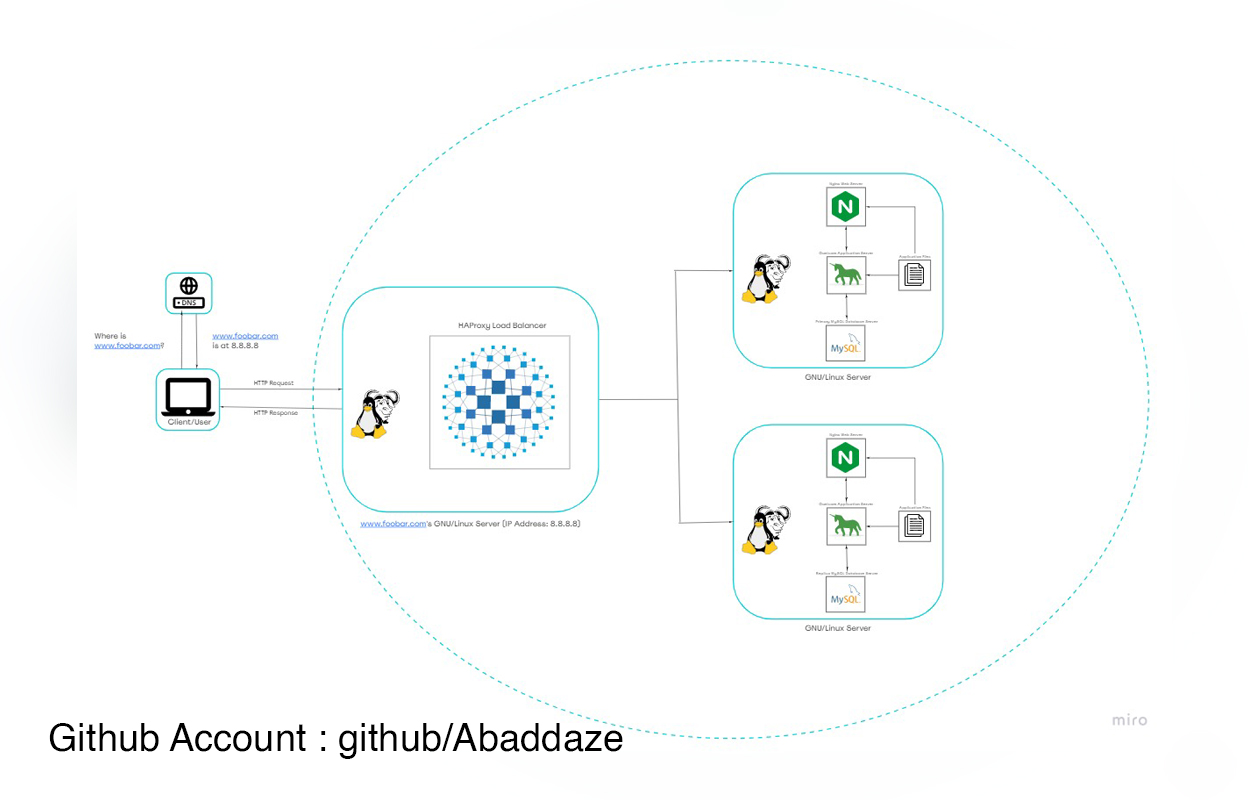 DNS
Where is
www.foobar.com?
www.foobar.com
is at 8.8.8.8
Client/User
HTTP Request
HTTP Response
HAProxy Load Balancer
www.foobar.com's GNU/Linux Server (IP Address: 8.8.8.8)
Nginx Web Server
N
Gunicorn Application Server
Application Files
Primary MySQL Database Server
MySQL
GNU/Linux Server
Nginx Web Server
N
Gunicorn Application Server
Application Files
Replica MySQL Database Server
MySQL
GNU/Linux Server
miro
Github Account : github/Abaddaze